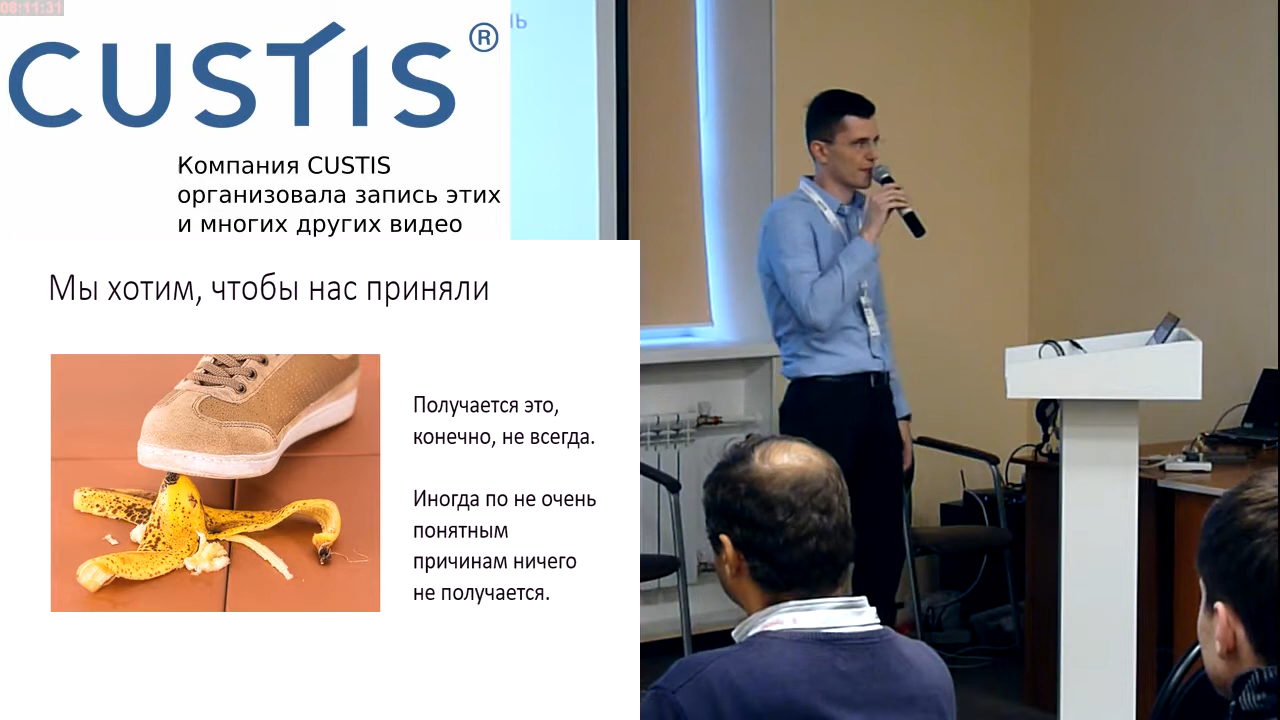 08:11:31
CUSTIS®
Компания CUSTIS
организовала запись этих
и многих других видео
Мы хотим, чтобы нас приняли
Получается это,
конечно, не всегда.
Иногда по не очень
понятным
причинам ничего
не получается.